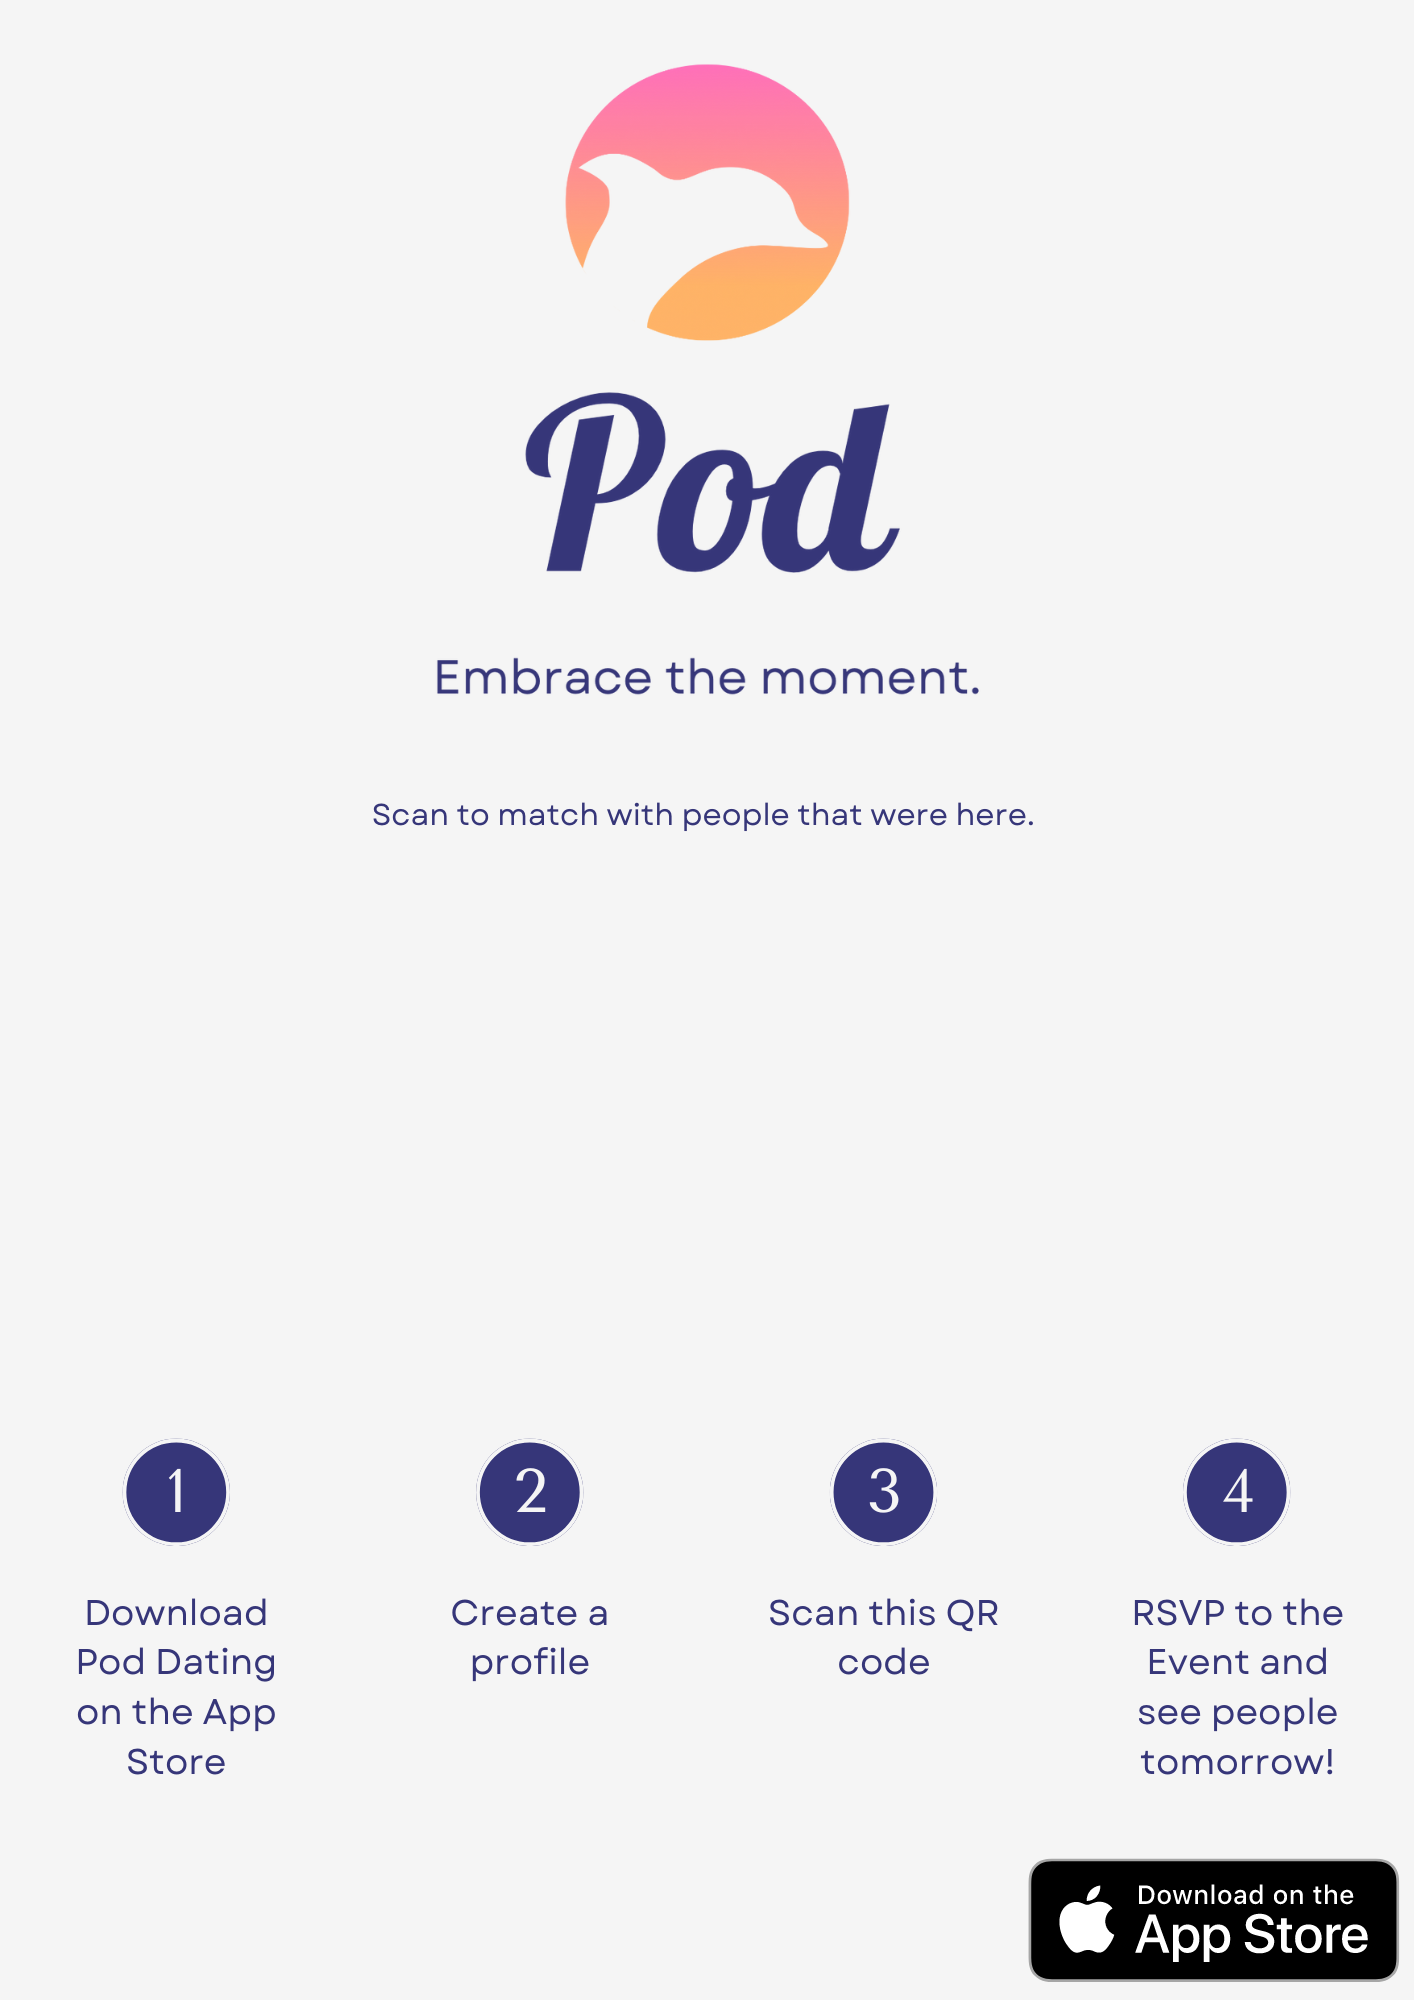 Pod
Embrace the moment.
Scan to match with people that were here.
1
Download
Pod Dating
on the App
Store
2
Create a
profile
3
Scan this QR
code
4
RSVP to the
Event and
see people
tomorrow!
Download on the
App Store